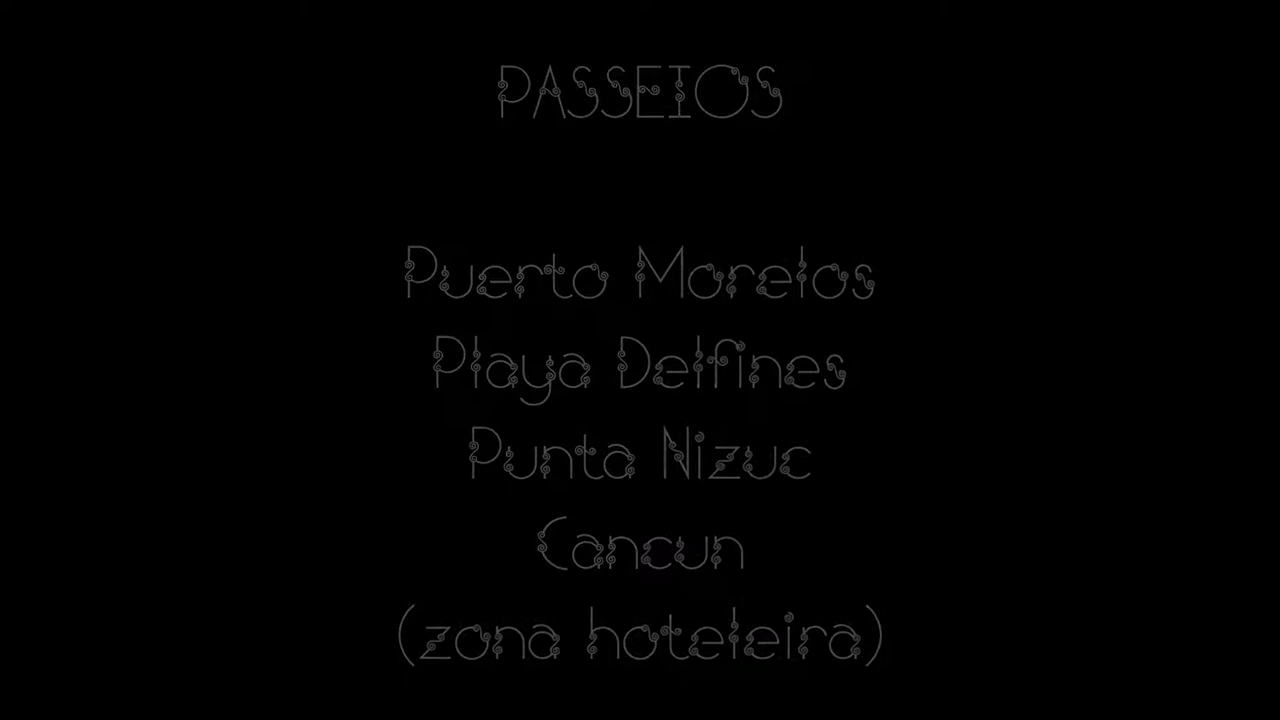 PASSEIOS
Puerto Morelos
Playa Delfines
Punta Nizuc
Cancun
(zona hoteleira)